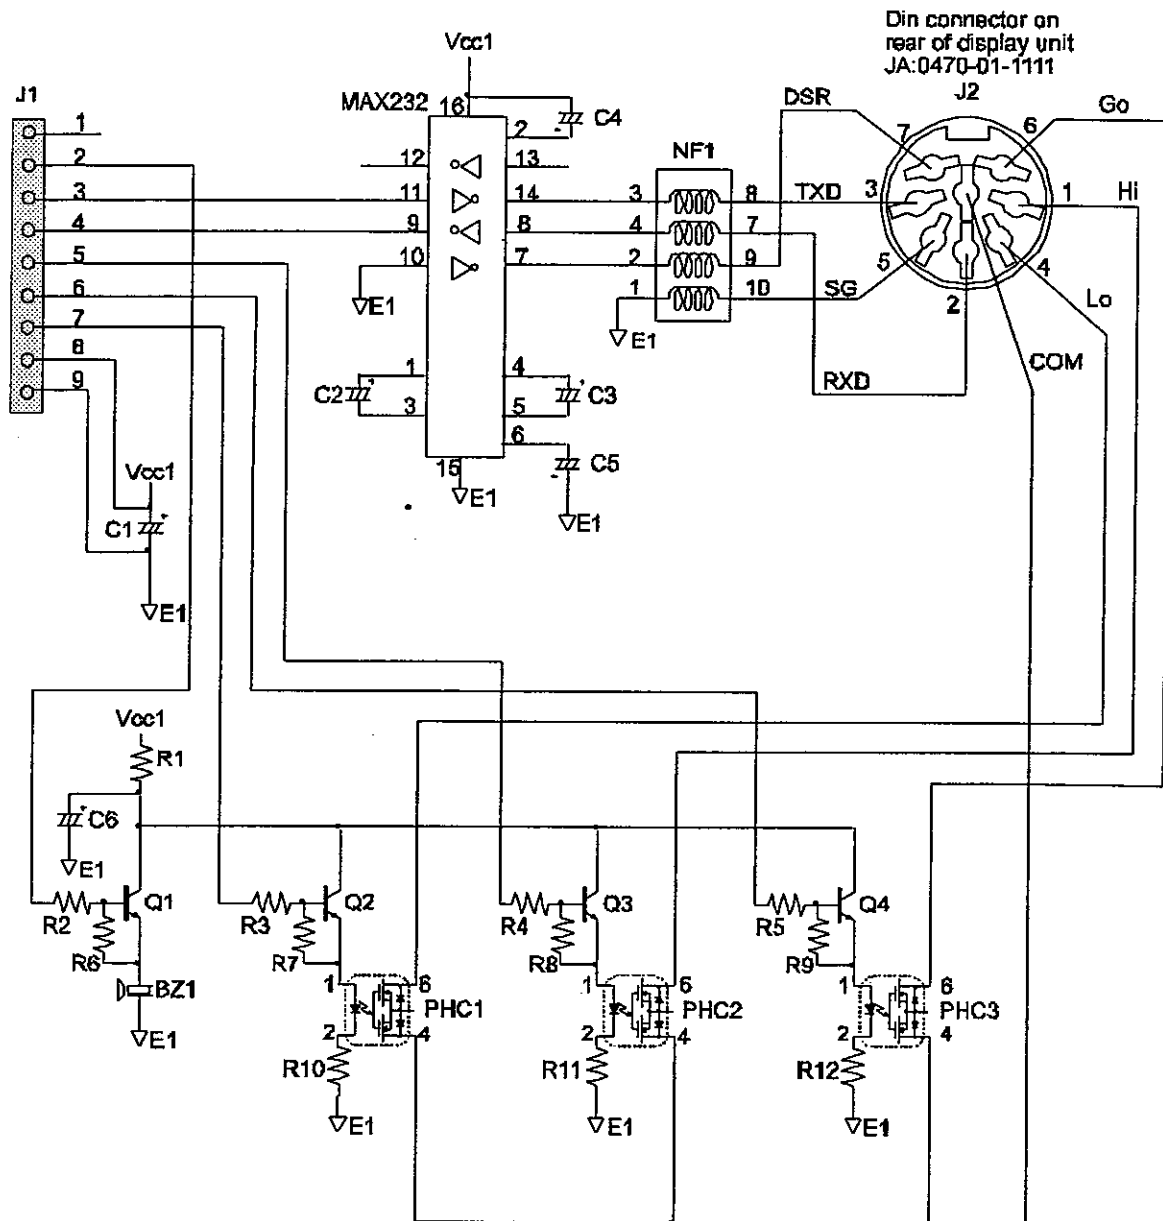 Din connector on
rear of display unit
JA:0470-01-1111
J2
Vcc1
J1
MAX232
16
C4
2
DSR
7
6
Go
1
2
3
4
5
6
7
8
9
12
13
11
14
9
8
10
7
E1
NF1
3
8
TXD
3
4
7
2
9
1
10
SG
E1
1
Hi
5
4
2
Lo
COM
RXD
1
C2
3
4
C3
5
6
C5
15
E1
E1
Vcc1
C1
E1
Vcc1
R1
C6
E1
R2
Q1
R6
BZ1
E1
R3
Q2
R7
1
6
PHC1
2
4
R10
E1
R4
Q3
R8
1
6
PHC2
2
4
R11
E1
R5
Q4
R9
1
6
PHC3
2
4
R12
E1